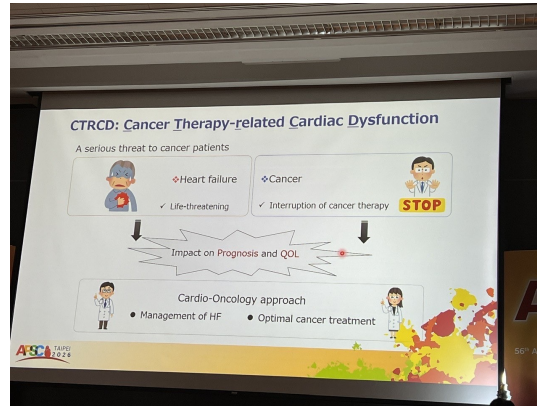 CTRCD: Cancer Therapy-related Cardiac Dysfunction
A serious threat to cancer patients
❖Heart failure
✓ Life-threatening
❖Cancer
✓ Interruption of cancer therapy
STOP
Impact on Prognosis and QOL
Cardio-Oncology approach
● Management of HF
● Optimal cancer treatment
APSC TAIPEI
2026
A
56th A